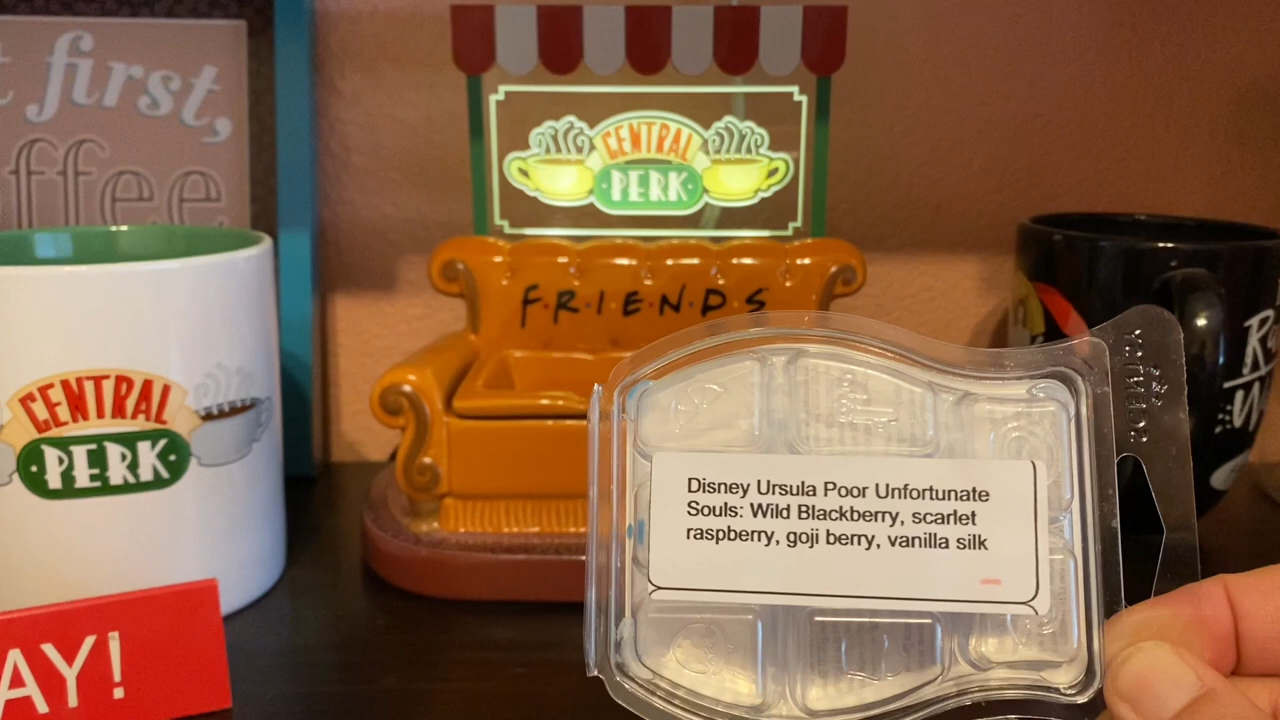 first,
ffee
CENTRAL
PERK
F·R·I·E·N·D·S
CENTRAL
·PERK·
Disney Ursula Poor Unfortunate
Souls: Wild Blackberry, scarlet
raspberry, goji berry, vanilla silk
AY!